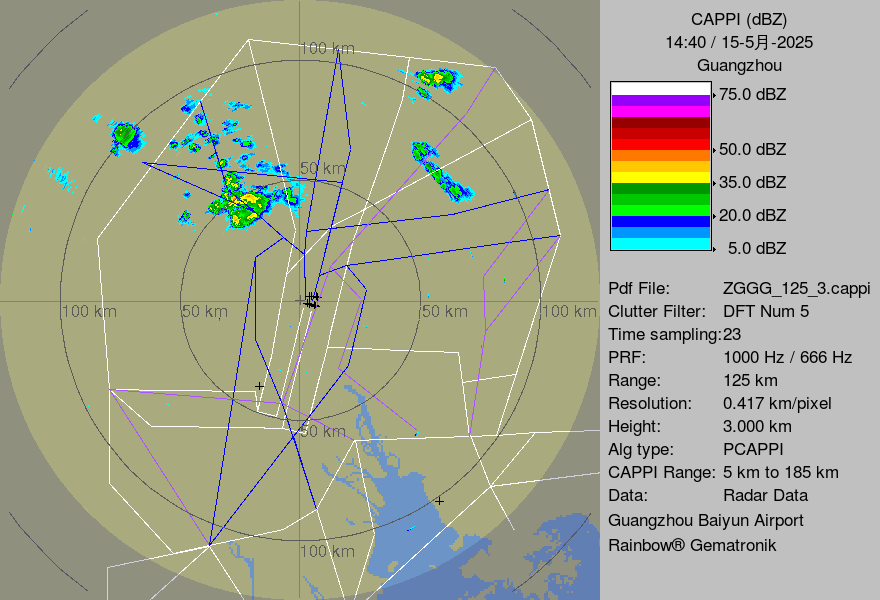 CAPPI (dBZ)
14:40 / 15-5月-2025
Guangzhou
75.0 dBZ
50.0 dBZ
35.0 dBZ
20.0 dBZ
5.0 dBZ
Pdf File: ZGGG_125_3.cappi
Clutter Filter: DFT Num 5
Time sampling:23
PRF: 1000 Hz / 666 Hz
Range: 125 km
Resolution: 0.417 km/pixel
Height: 3.000 km
Alg type: PCAPPI
CAPPI Range: 5 km to 185 km
Data: Radar Data
Guangzhou Baiyun Airport
Rainbow® Gematronik
100 km
50 km
100 km
50 km
50 km
100 km
50 km
100 km